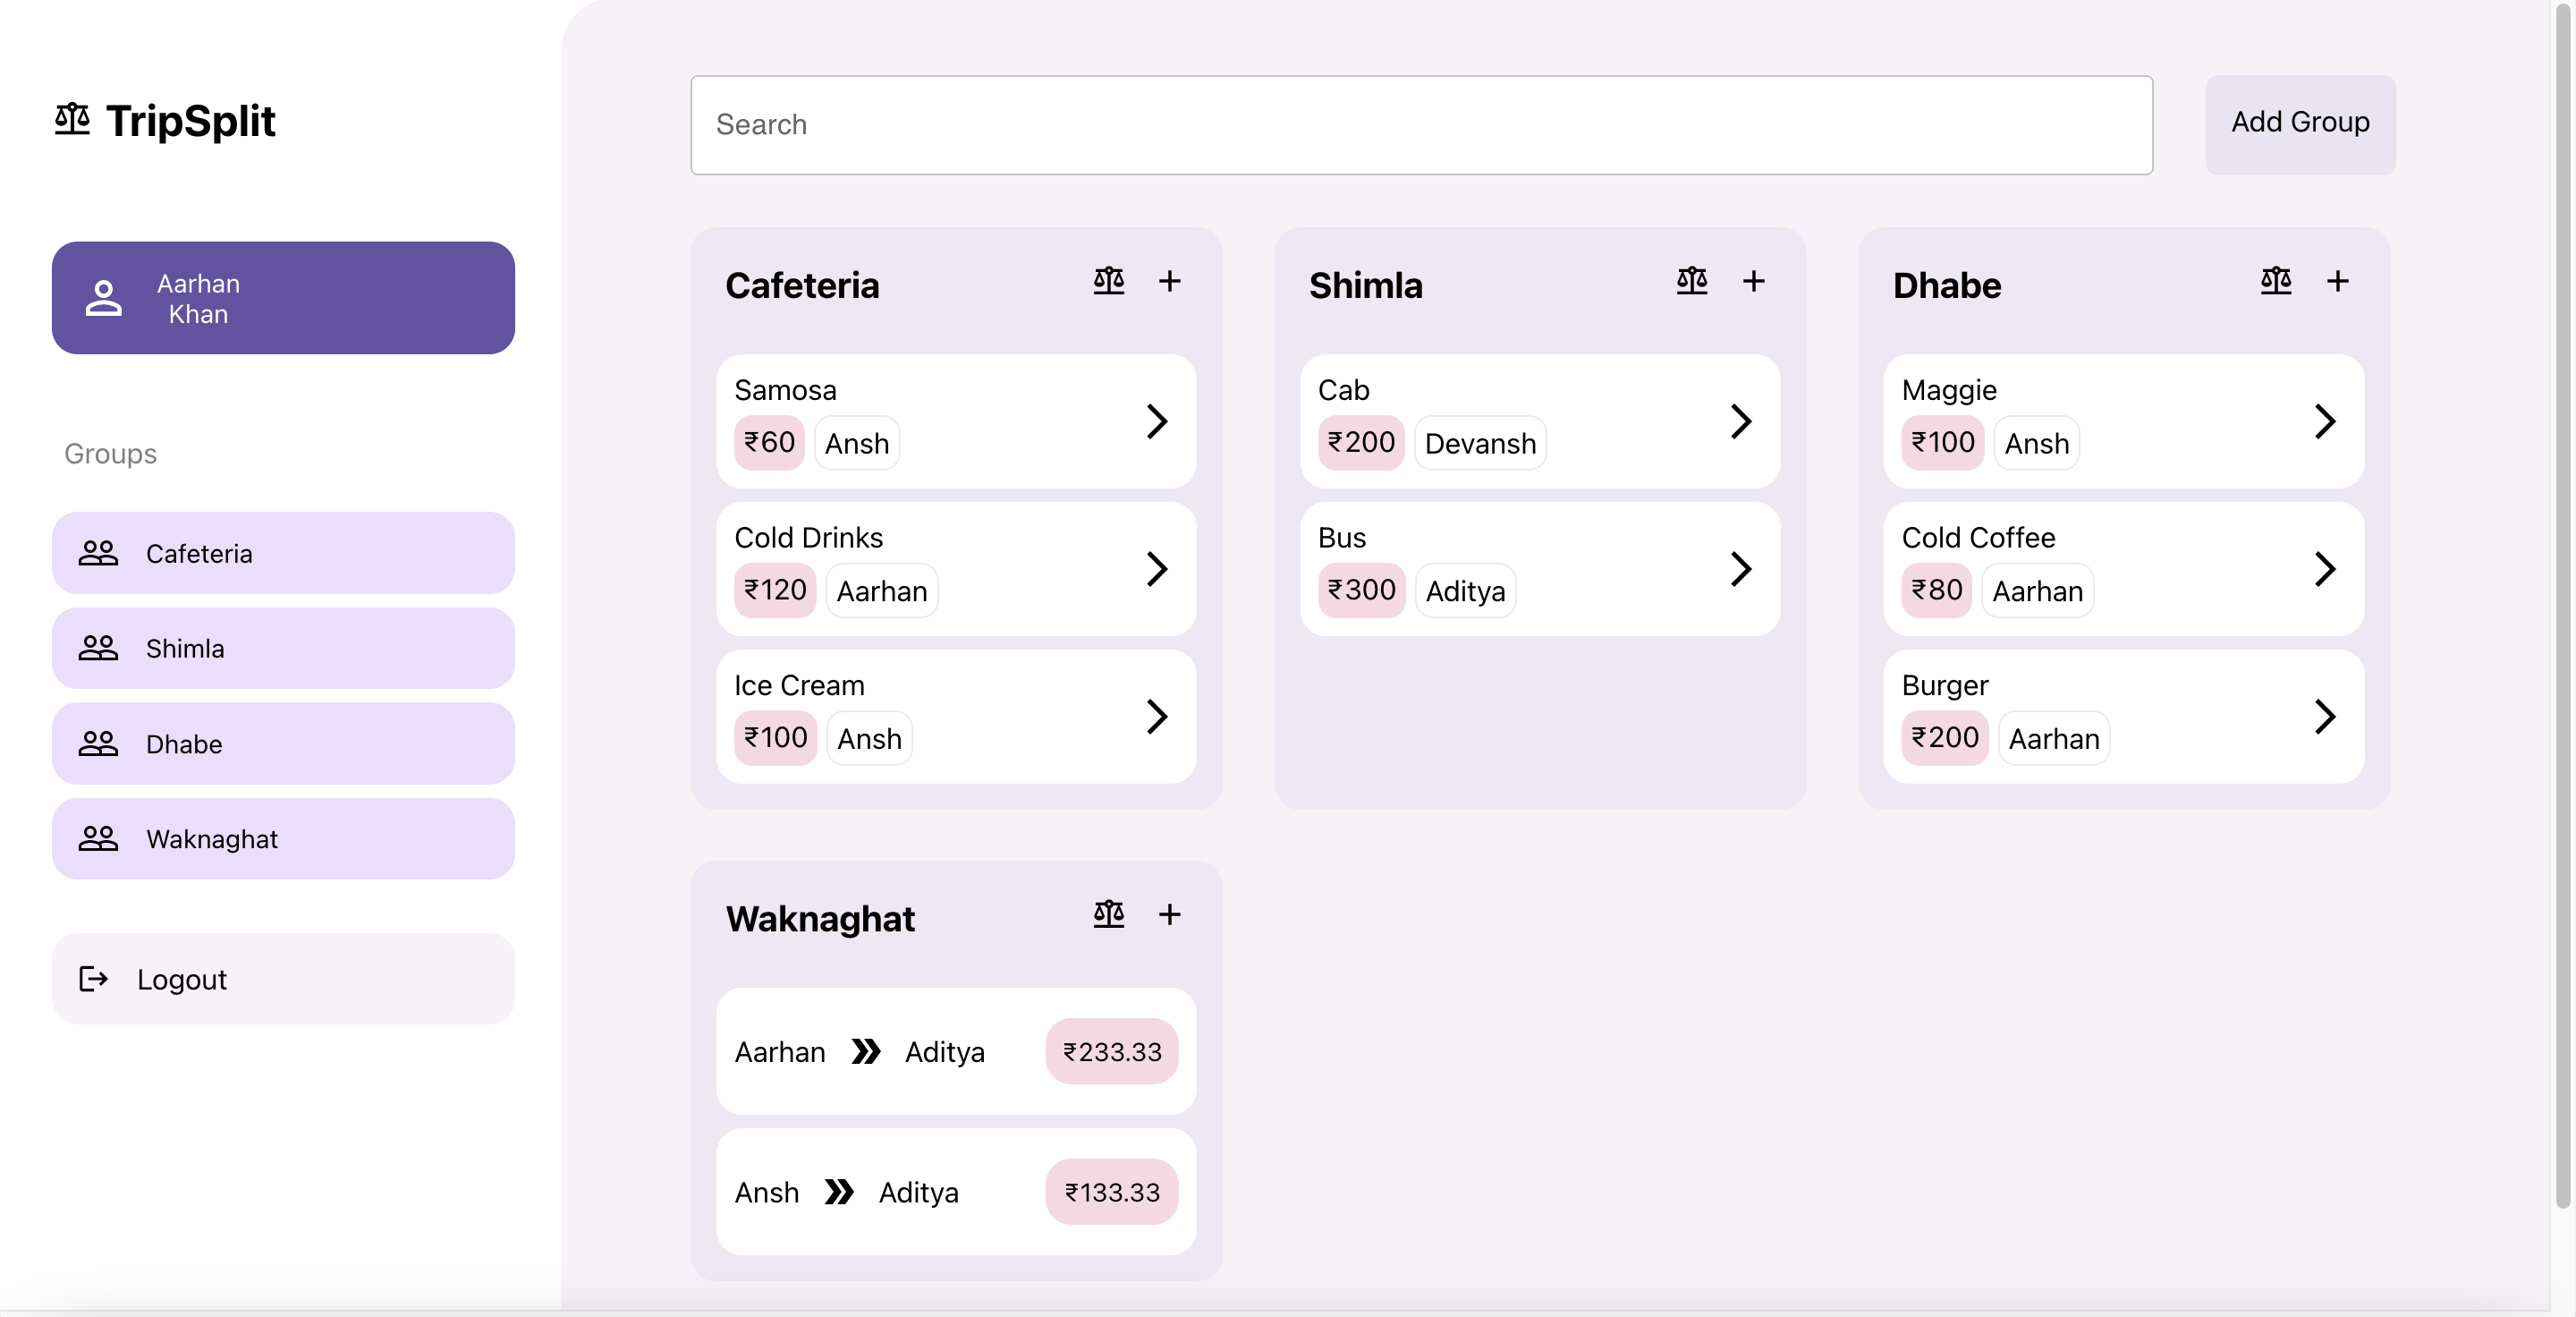 TripSplit
Aarhan
Khan
Groups
Cafeteria
Shimla
Dhabe
Waknaghat
Logout
Search
Add Group
Cafeteria
Samosa
₹60 Ansh
Cold Drinks
₹120 Aarhan
Ice Cream
₹100 Ansh
Shimla
Cab
₹200 Devansh
Bus
₹300 Aditya
Dhabe
Maggie
₹100 Ansh
Cold Coffee
₹80 Aarhan
Burger
₹200 Aarhan
Waknaghat
Aarhan Aditya ₹233.33
Ansh Aditya ₹133.33